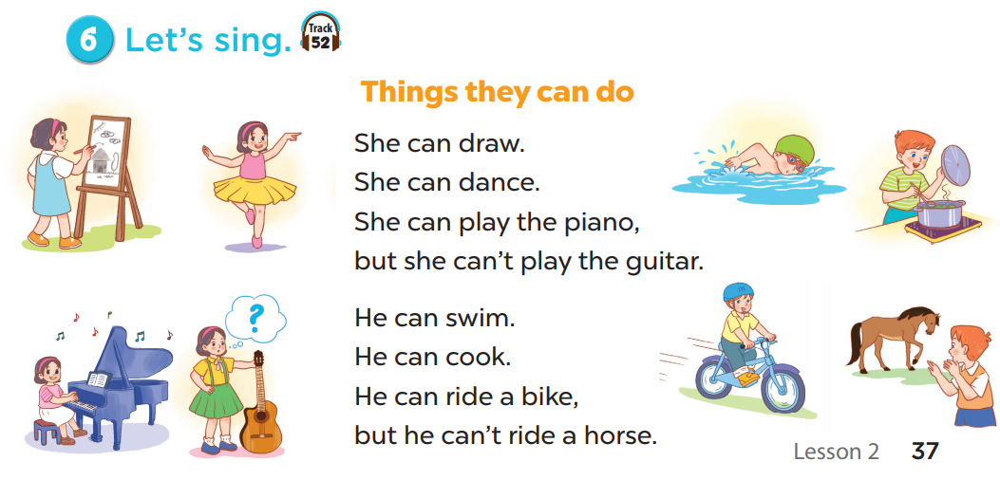 6 Let's sing. Track 52
Things they can do
She can draw.
She can dance.
She can play the piano,
but she can't play the guitar.
?
He can swim.
He can cook.
He can ride a bike,
but he can't ride a horse.
Lesson 2 37